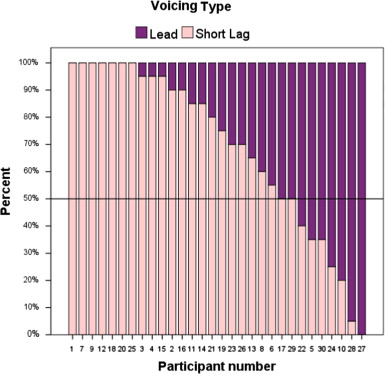 Voicing Type
Lead Short Lag
100%
90%
80%
70%
60%
50%
40%
30%
20%
10%
0%
Percent
1 7 9 12 18 20 25 3 4 15 2 16 11 14 21 19 23 26 13 8 6 17 29 22 5 30 24 10 28 27
Participant number